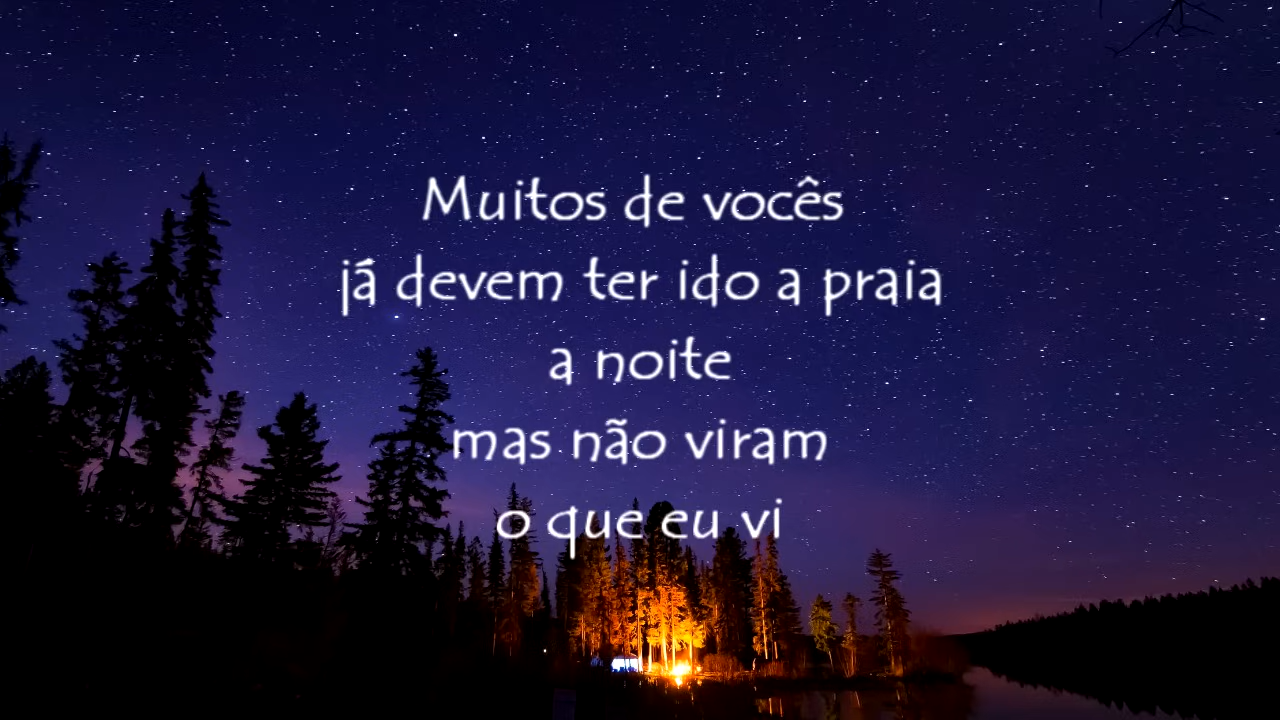 Muitos de vocês
já devem ter ido a praia
a noite
mas não viram
o que eu vi